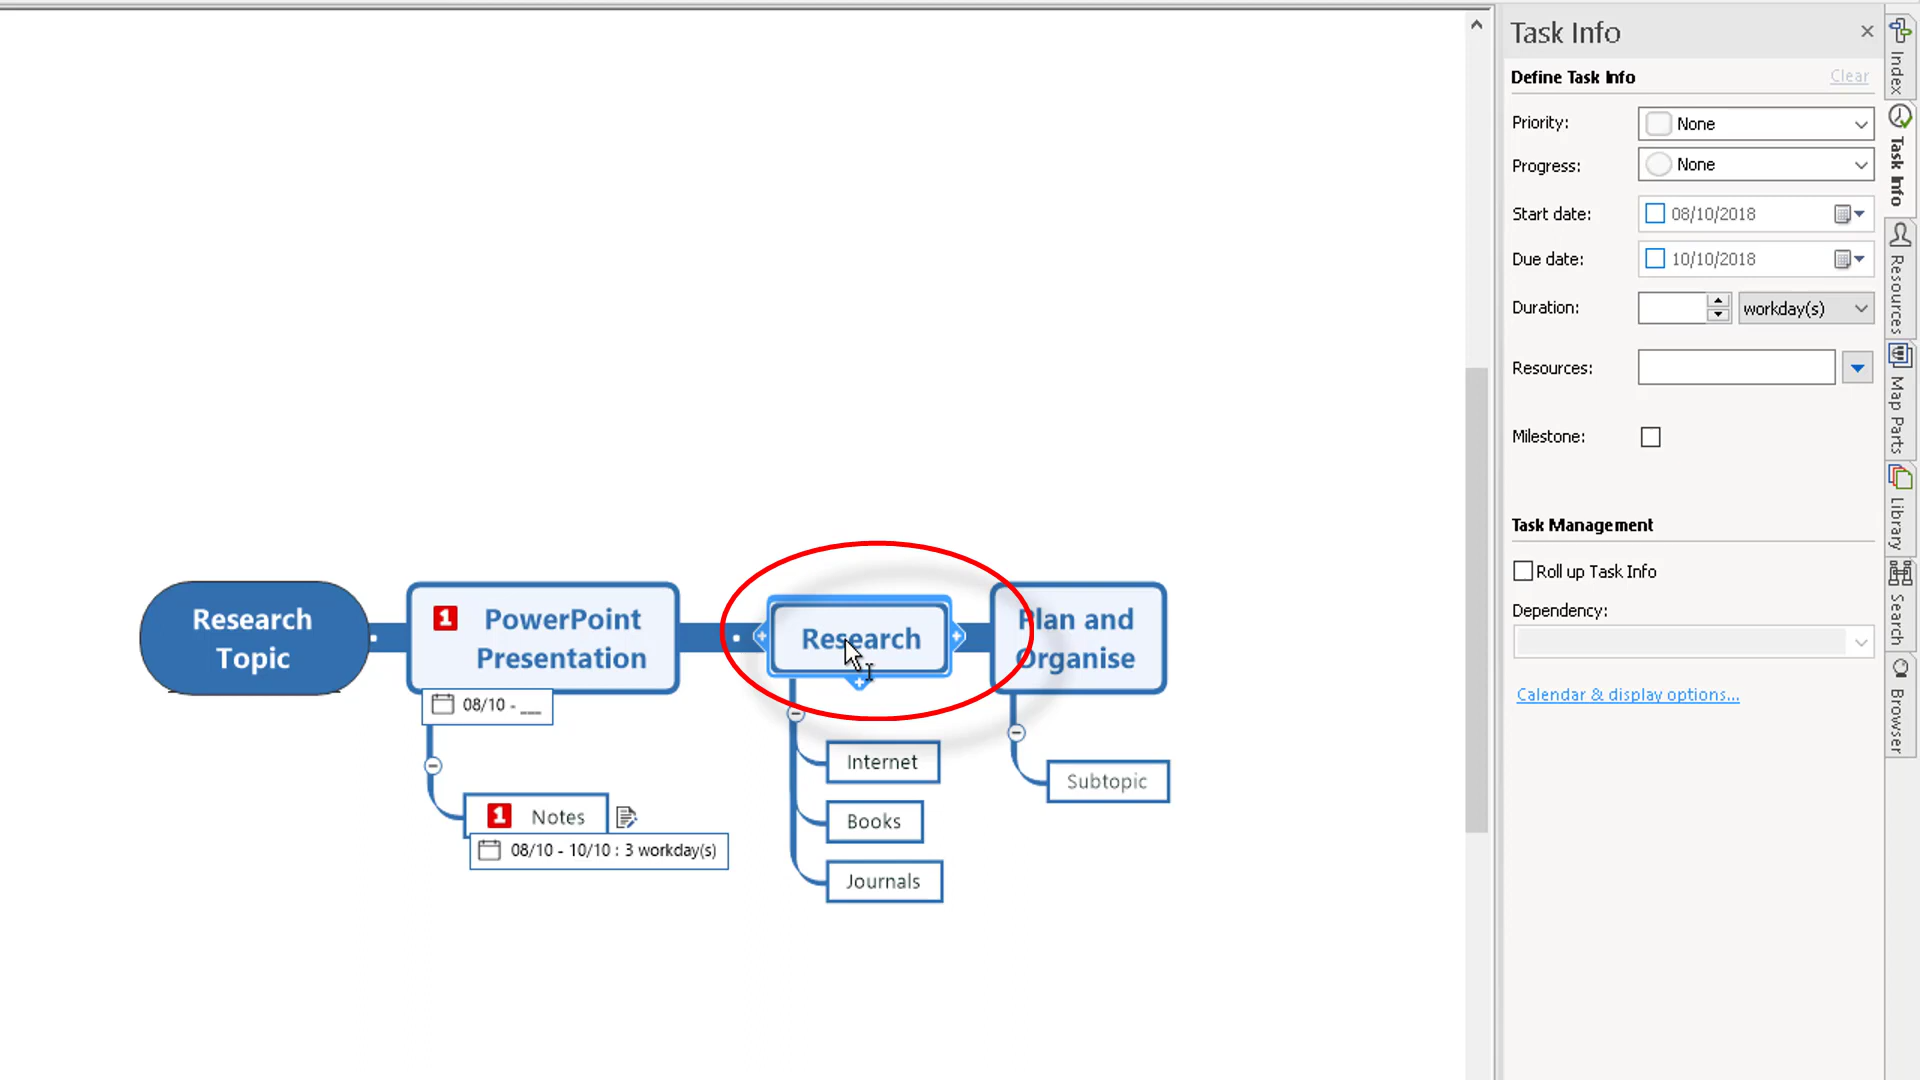 Task Info
Define Task Info
Clear
Priority:
None
Progress:
None
Start date:
08/10/2018
Due date:
10/10/2018
Duration:
workday(s)
Resources:
Milestone:
Task Management
Roll up Task Info
Dependency:
Calendar & display options...
Index
Task Info
Resources
Map Parts
Library
Search
Browser
Research
Topic
1
PowerPoint
Presentation
08/10 - ___
1
Notes
08/10 - 10/10 : 3 workday(s)
Research
Internet
Books
Journals
Plan and
Organise
Subtopic